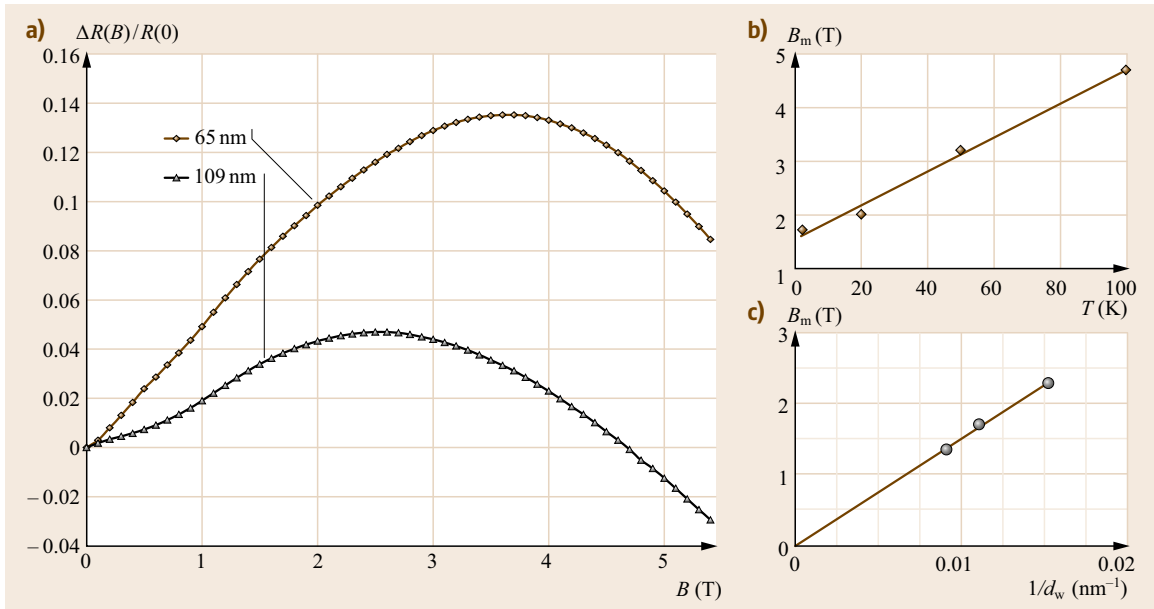 a) ΔR(B)/R(0)
0.16
0.14
0.12
0.1
0.08
0.06
0.04
0.02
0
–0.02
–0.04
65 nm
109 nm
0 1 2 3 4 5
B (T)
b) Bm (T)
5
4
3
2
1
0 20 40 60 80 100
T (K)
c) Bm (T)
3
2
1
0
0 0.01 0.02
1/dw (nm–1)